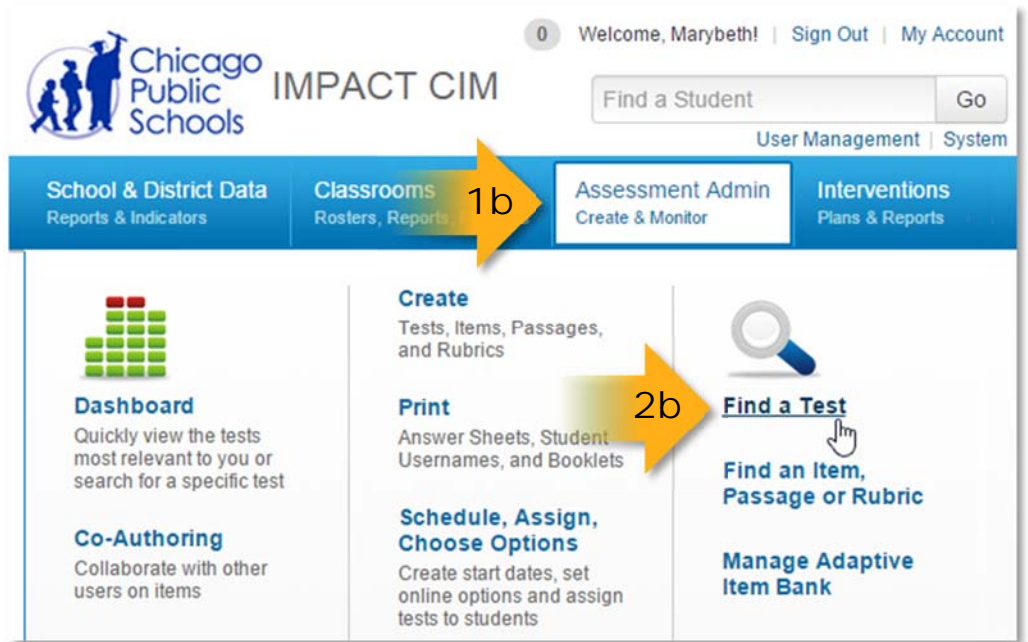 0 Welcome, Marybeth! | Sign Out | My Account
Chicago
Public
Schools
IMPACT CIM
Find a Student Go
User Management | System
School & District Data
Reports & Indicators
Classrooms
Rosters, Reports,
1b
Assessment Admin
Create & Monitor
Interventions
Plans & Reports
Dashboard
Quickly view the tests
most relevant to you or
search for a specific test
Co-Authoring
Collaborate with other
users on items
Create
Tests, Items, Passages,
and Rubrics
Print
Answer Sheets, Student
Usernames, and Booklets
Schedule, Assign,
Choose Options
Create start dates, set
online options and assign
tests to students
2b
Find a Test
Find an Item,
Passage or Rubric
Manage Adaptive
Item Bank